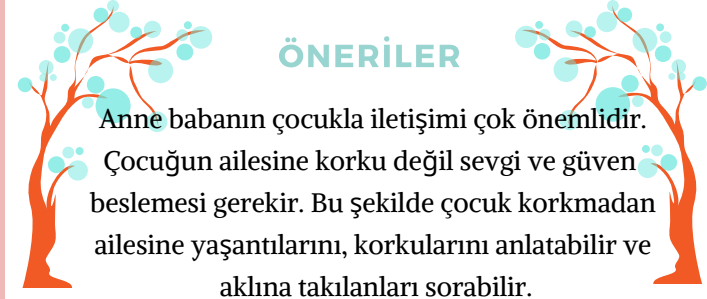 ÖNERİLER
Anne babanın çocukla iletişimi çok önemlidir.
Çocuğun ailesine korku değil sevgi ve güven
beslemesi gerekir. Bu şekilde çocuk korkmadan
ailesine yaşantılarını, korkularını anlatabilir ve
aklına takılanları sorabilir.